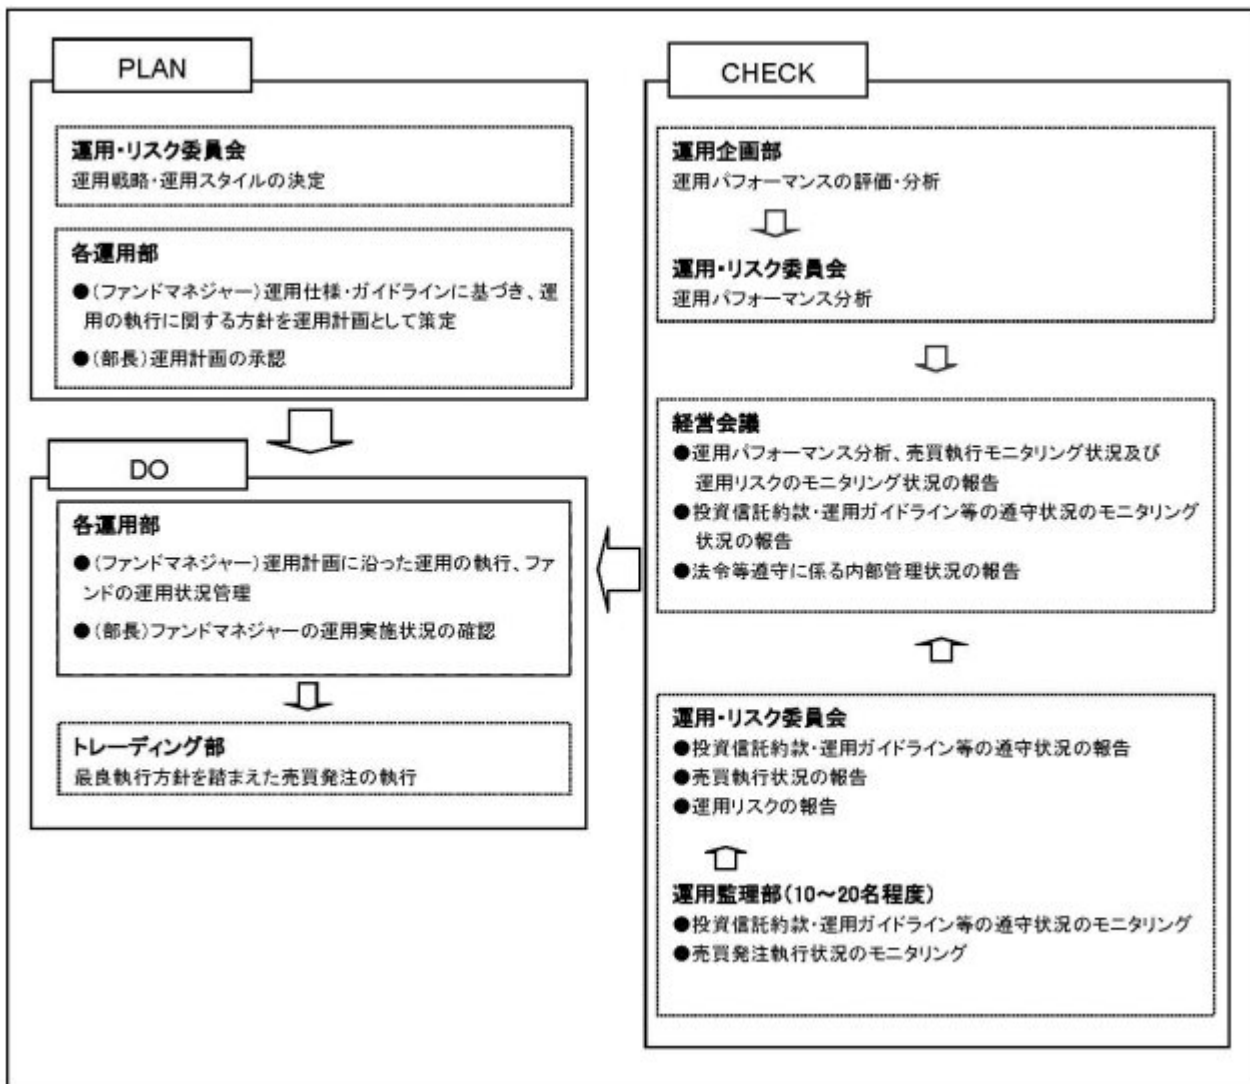 PLAN
運用・リスク委員会
運用戦略・運用スタイルの決定
各運用部
●(ファンドマネジャー)運用仕様・ガイドラインに基づき、運
用の執行に関する方針を運用計画として策定
●(部長)運用計画の承認
DO
各運用部
●(ファンドマネジャー)運用計画に沿った運用の執行、ファ
ンドの運用状況管理
●(部長)ファンドマネジャーの運用実施状況の確認
トレーディング部
最良執行方針を踏まえた売買発注の執行
CHECK
運用企画部
運用パフォーマンスの評価・分析
運用・リスク委員会
運用パフォーマンス分析
経営会議
●運用パフォーマンス分析、売買執行モニタリング状況及び
運用リスクのモニタリング状況の報告
●投資信託約款・運用ガイドライン等の遵守状況のモニタリング
状況の報告
●法令等遵守に係る内部管理状況の報告
運用・リスク委員会
●投資信託約款・運用ガイドライン等の遵守状況の報告
●売買執行状況の報告
●運用リスクの報告
運用監理部(10～20名程度)
●投資信託約款・運用ガイドライン等の遵守状況のモニタリング
●売買発注執行状況のモニタリング